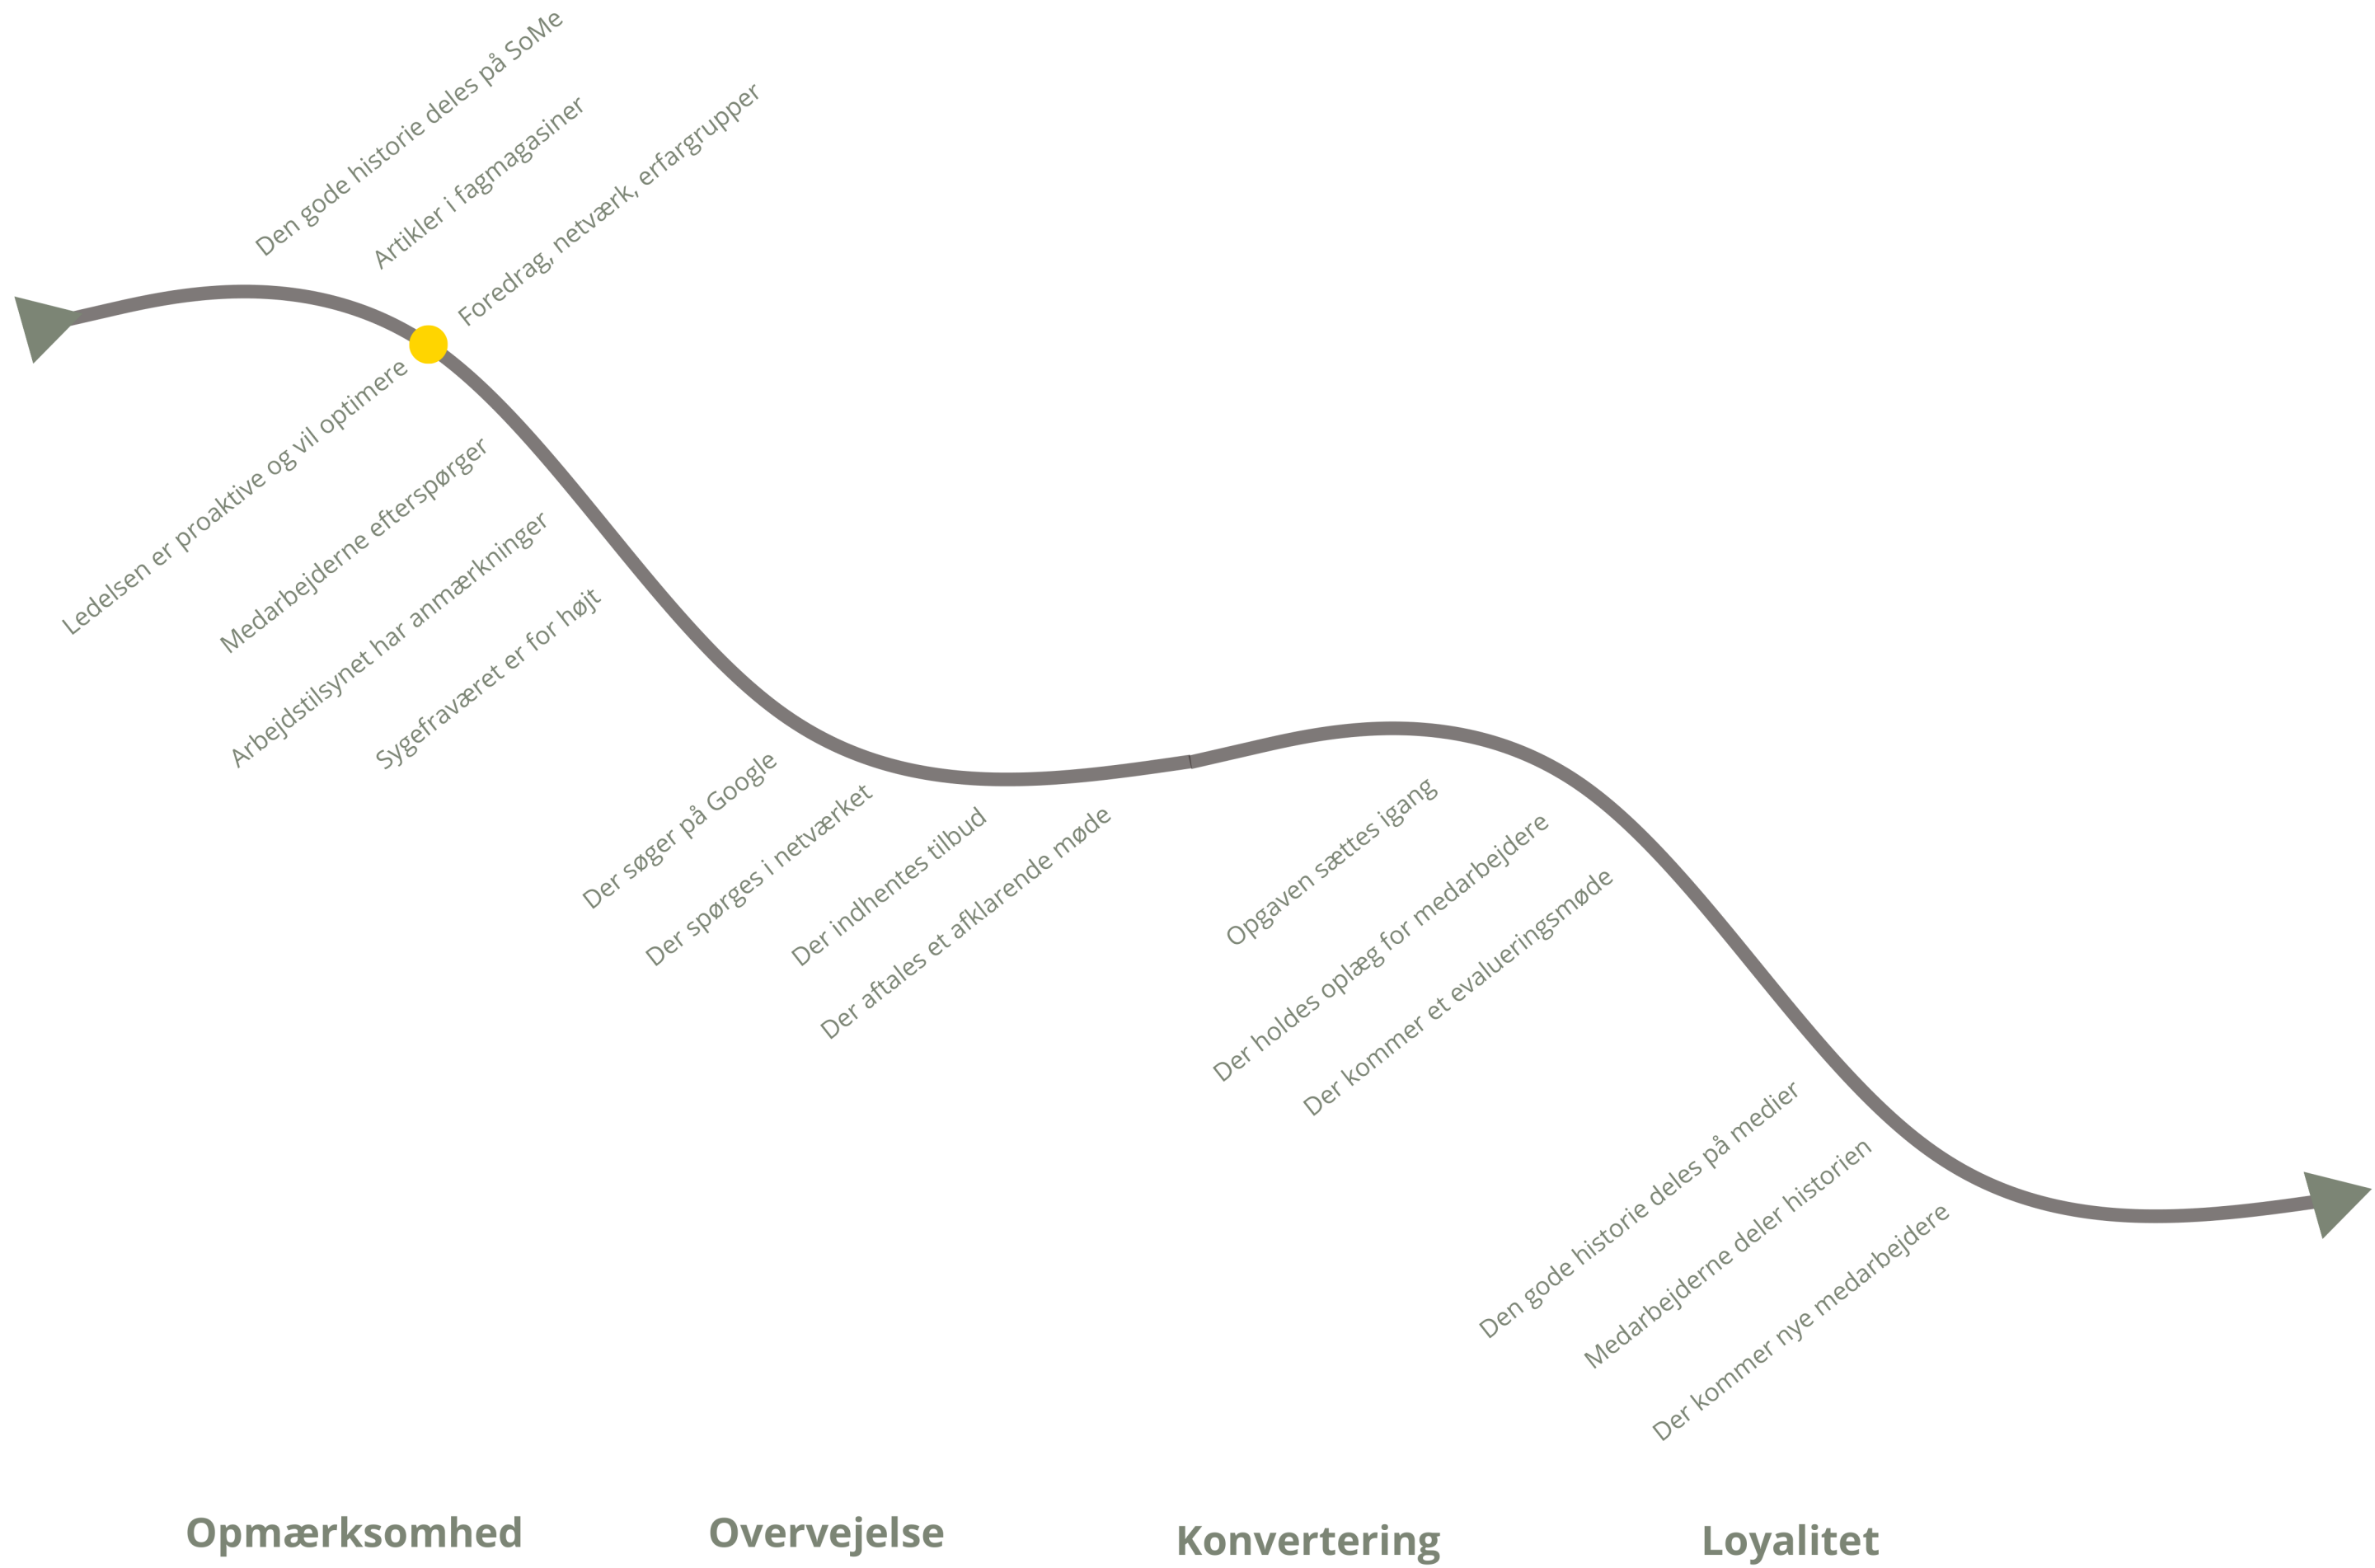 Den gode historie deles på SoMe
Artikler i fagmagasiner
Foredrag, netværk, erfargrupper
Ledelsen er proaktive og vil optimere
Medarbejderne efterspørger
Arbejdstilsynet har anmærkninger
Sygefraværet er for højt
Der søger på Google
Der spørges i netværket
Der indhentes tilbud
Der aftales et afklarende møde
Opgaven sættes igang
Der holdes oplæg for medarbejdere
Der kommer et evalueringsmøde
Den gode historie deles på medier
Medarbejderne deler historien
Der kommer nye medarbejdere
Opmærksomhed
Overvejelse
Konvertering
Loyalitet